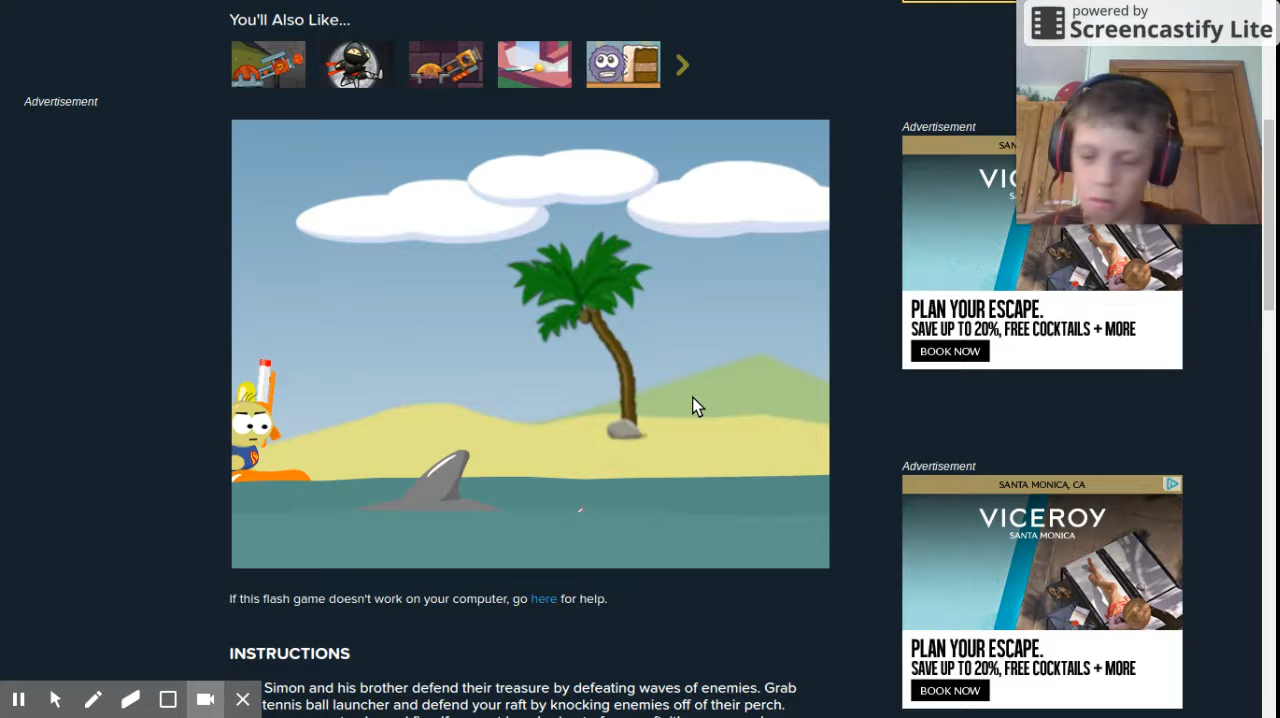 You'll Also Like...
powered by
Screencastify Lite
Advertisement
Advertisement
SAN
VI
PLAN YOUR ESCAPE.
SAVE UP TO 20%, FREE COCKTAILS + MORE
BOOK NOW
Advertisement
SANTA MONICA, CA
VICEROY
SANTA MONICA
PLAN YOUR ESCAPE.
SAVE UP TO 20%, FREE COCKTAILS + MORE
BOOK NOW
If this flash game doesn't work on your computer, go here for help.
INSTRUCTIONS
Simon and his brother defend their treasure by defeating waves of enemies. Grab
tennis ball launcher and defend your raft by knocking enemies off of their perch.